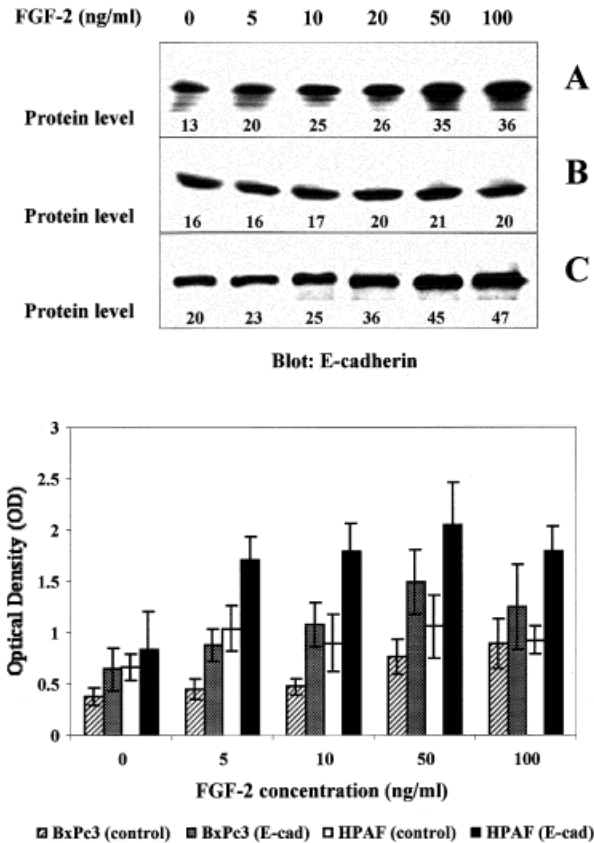 FGF-2 (ng/ml) 0 5 10 20 50 100
A
Protein level 13 20 25 26 35 36
B
Protein level 16 16 17 20 21 20
C
Protein level 20 23 25 36 45 47
Blot: E-cadherin
3
2.5
2
1.5
1
0.5
0
Optical Density (OD)
0 5 10 50 100
FGF-2 concentration (ng/ml)
BxPc3 (control) BxPc3 (E-cad) HPAF (control) HPAF (E-cad)